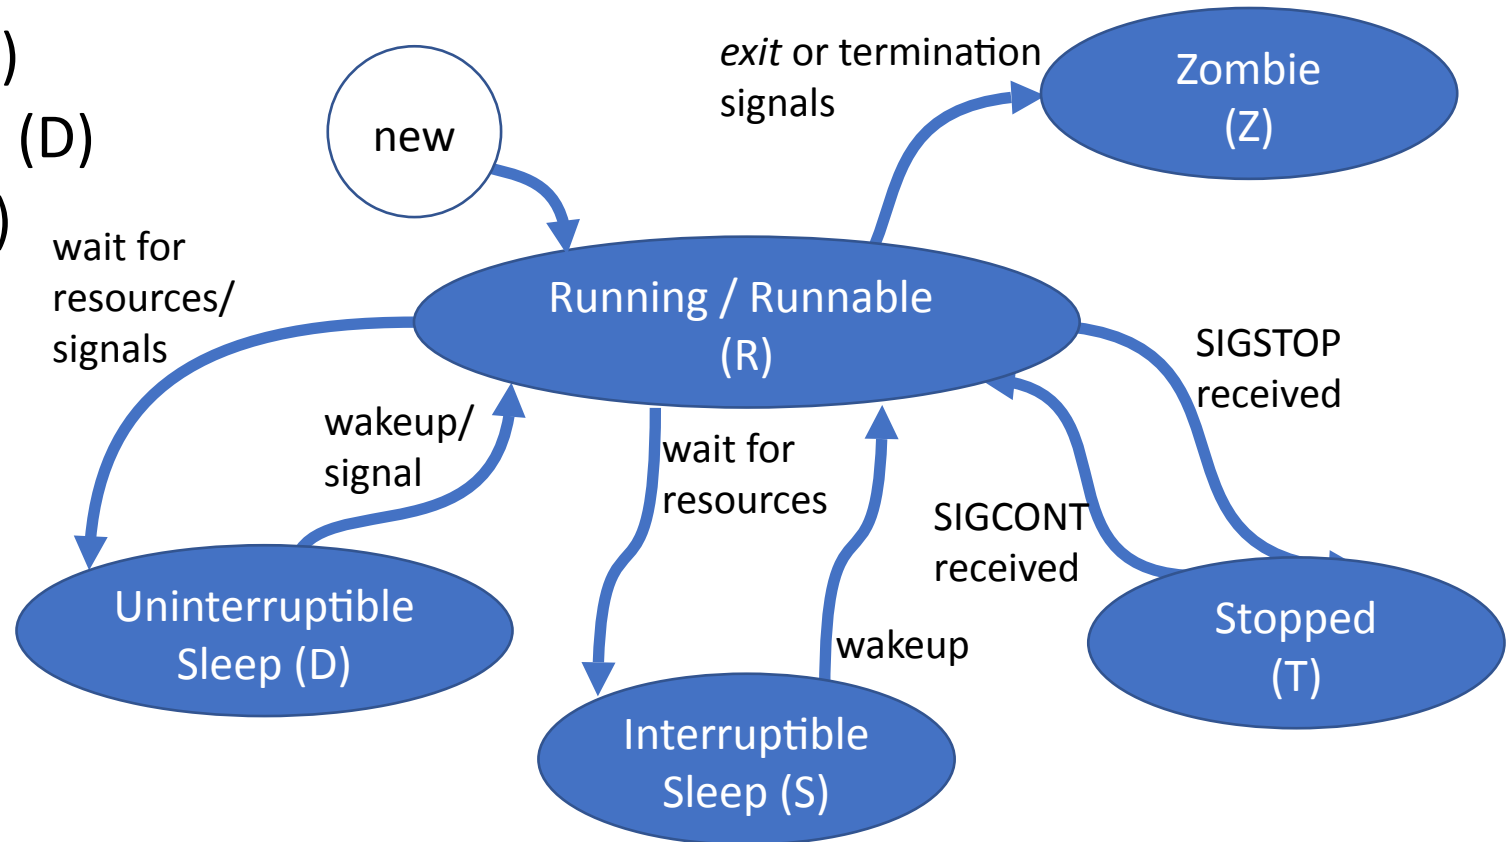 )
(D)
)
new
exit or termination
signals
Zombie
(Z)
wait for
resources/
signals
Running / Runnable
(R)
SIGSTOP
received
wakeup/
signal
wait for
resources
SIGCONT
received
wakeup
Uninterruptible
Sleep (D)
Interruptible
Sleep (S)
Stopped
(T)